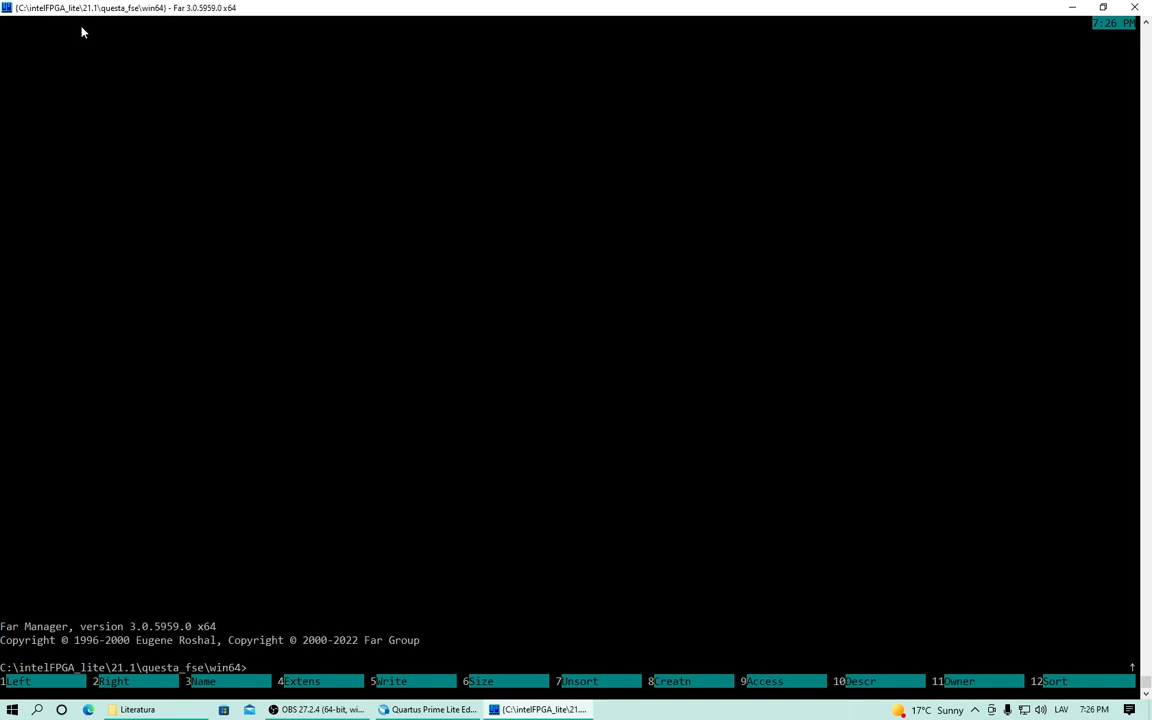 {C:\intelFPGA_lite\21.1\questa_fse\win64} - Far 3.0.5959.0 x64
7:26 PM
Far Manager, version 3.0.5959.0 x64
Copyright © 1996-2000 Eugene Roshal, Copyright © 2000-2022 Far Group
C:\intelFPGA_lite\21.1\questa_fse\win64>
1Left 2Right 3Name 4Extens 5Write 6Size 7Unsort 8Creatn 9Access 10Descr 11Owner 12Sort
Literatura OBS 27.2.4 (64-bit, wi... Quartus Prime Lite Ed... {C:\intelFPGA_lite\21.... 17°C Sunny LAV 7:26 PM